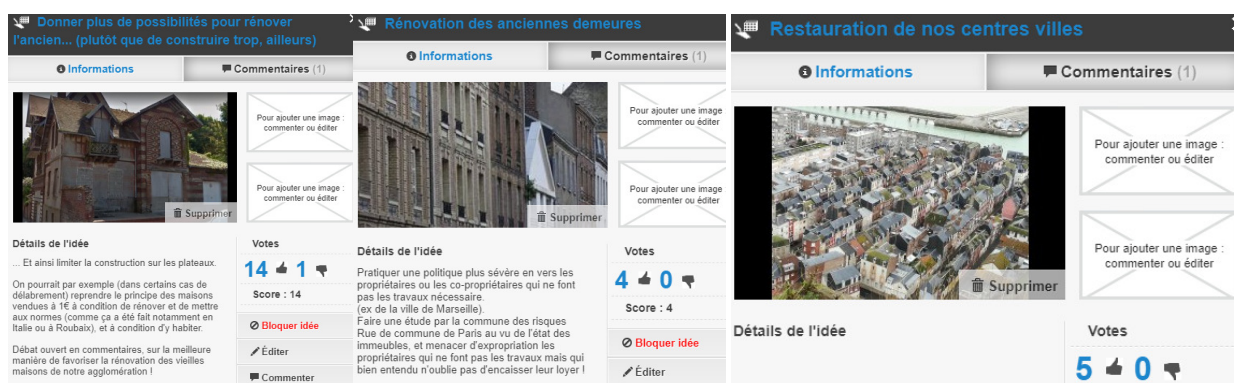 Donner plus de possibilités pour rénover
l'ancien... (plutôt que de construire trop, ailleurs)
Informations
Commentaires (1)
Pour ajouter une image :
commenter ou éditer
Pour ajouter une image :
commenter ou éditer
Supprimer
Détails de l'idée
... Et ainsi limiter la construction sur les plateaux.
On pourrait par exemple (dans certains cas de
délabrement) reprendre le principe des maisons
vendues à 1€ à condition de rénover et de mettre
aux normes (comme ça a été fait notamment en
Italie ou à Roubaix), et à condition d'y habiter.
Débat ouvert en commentaires, sur la meilleure
manière de favoriser la rénovation des vieilles
maisons de notre agglomération !
Votes
14 1
Score : 14
Bloquer idée
Éditer
Commenter
Rénovation des anciennes demeures
Informations
Commentaires (1)
Pour ajouter une image :
commenter ou éditer
Pour ajouter une image :
commenter ou éditer
Supprimer
Détails de l'idée
Pratiquer une politique plus sévère en vers les
propriétaires ou les co-propriétaires qui ne font
pas les travaux nécessaire.
(ex de la ville de Marseille).
Faire une étude par la commune des risques
Rue de commune de Paris au vu de l'état des
immeubles, et menacer d'expropriation les
propriétaires qui ne font pas les travaux mais qui
bien entendu n'oublie pas d'encaisser leur loyer !
Votes
4 0
Score : 4
Bloquer idée
Éditer
Restauration de nos centres villes
Informations
Commentaires (1)
Pour ajouter une image :
commenter ou éditer
Pour ajouter une image :
commenter ou éditer
Supprimer
Détails de l'idée
Votes
5 0